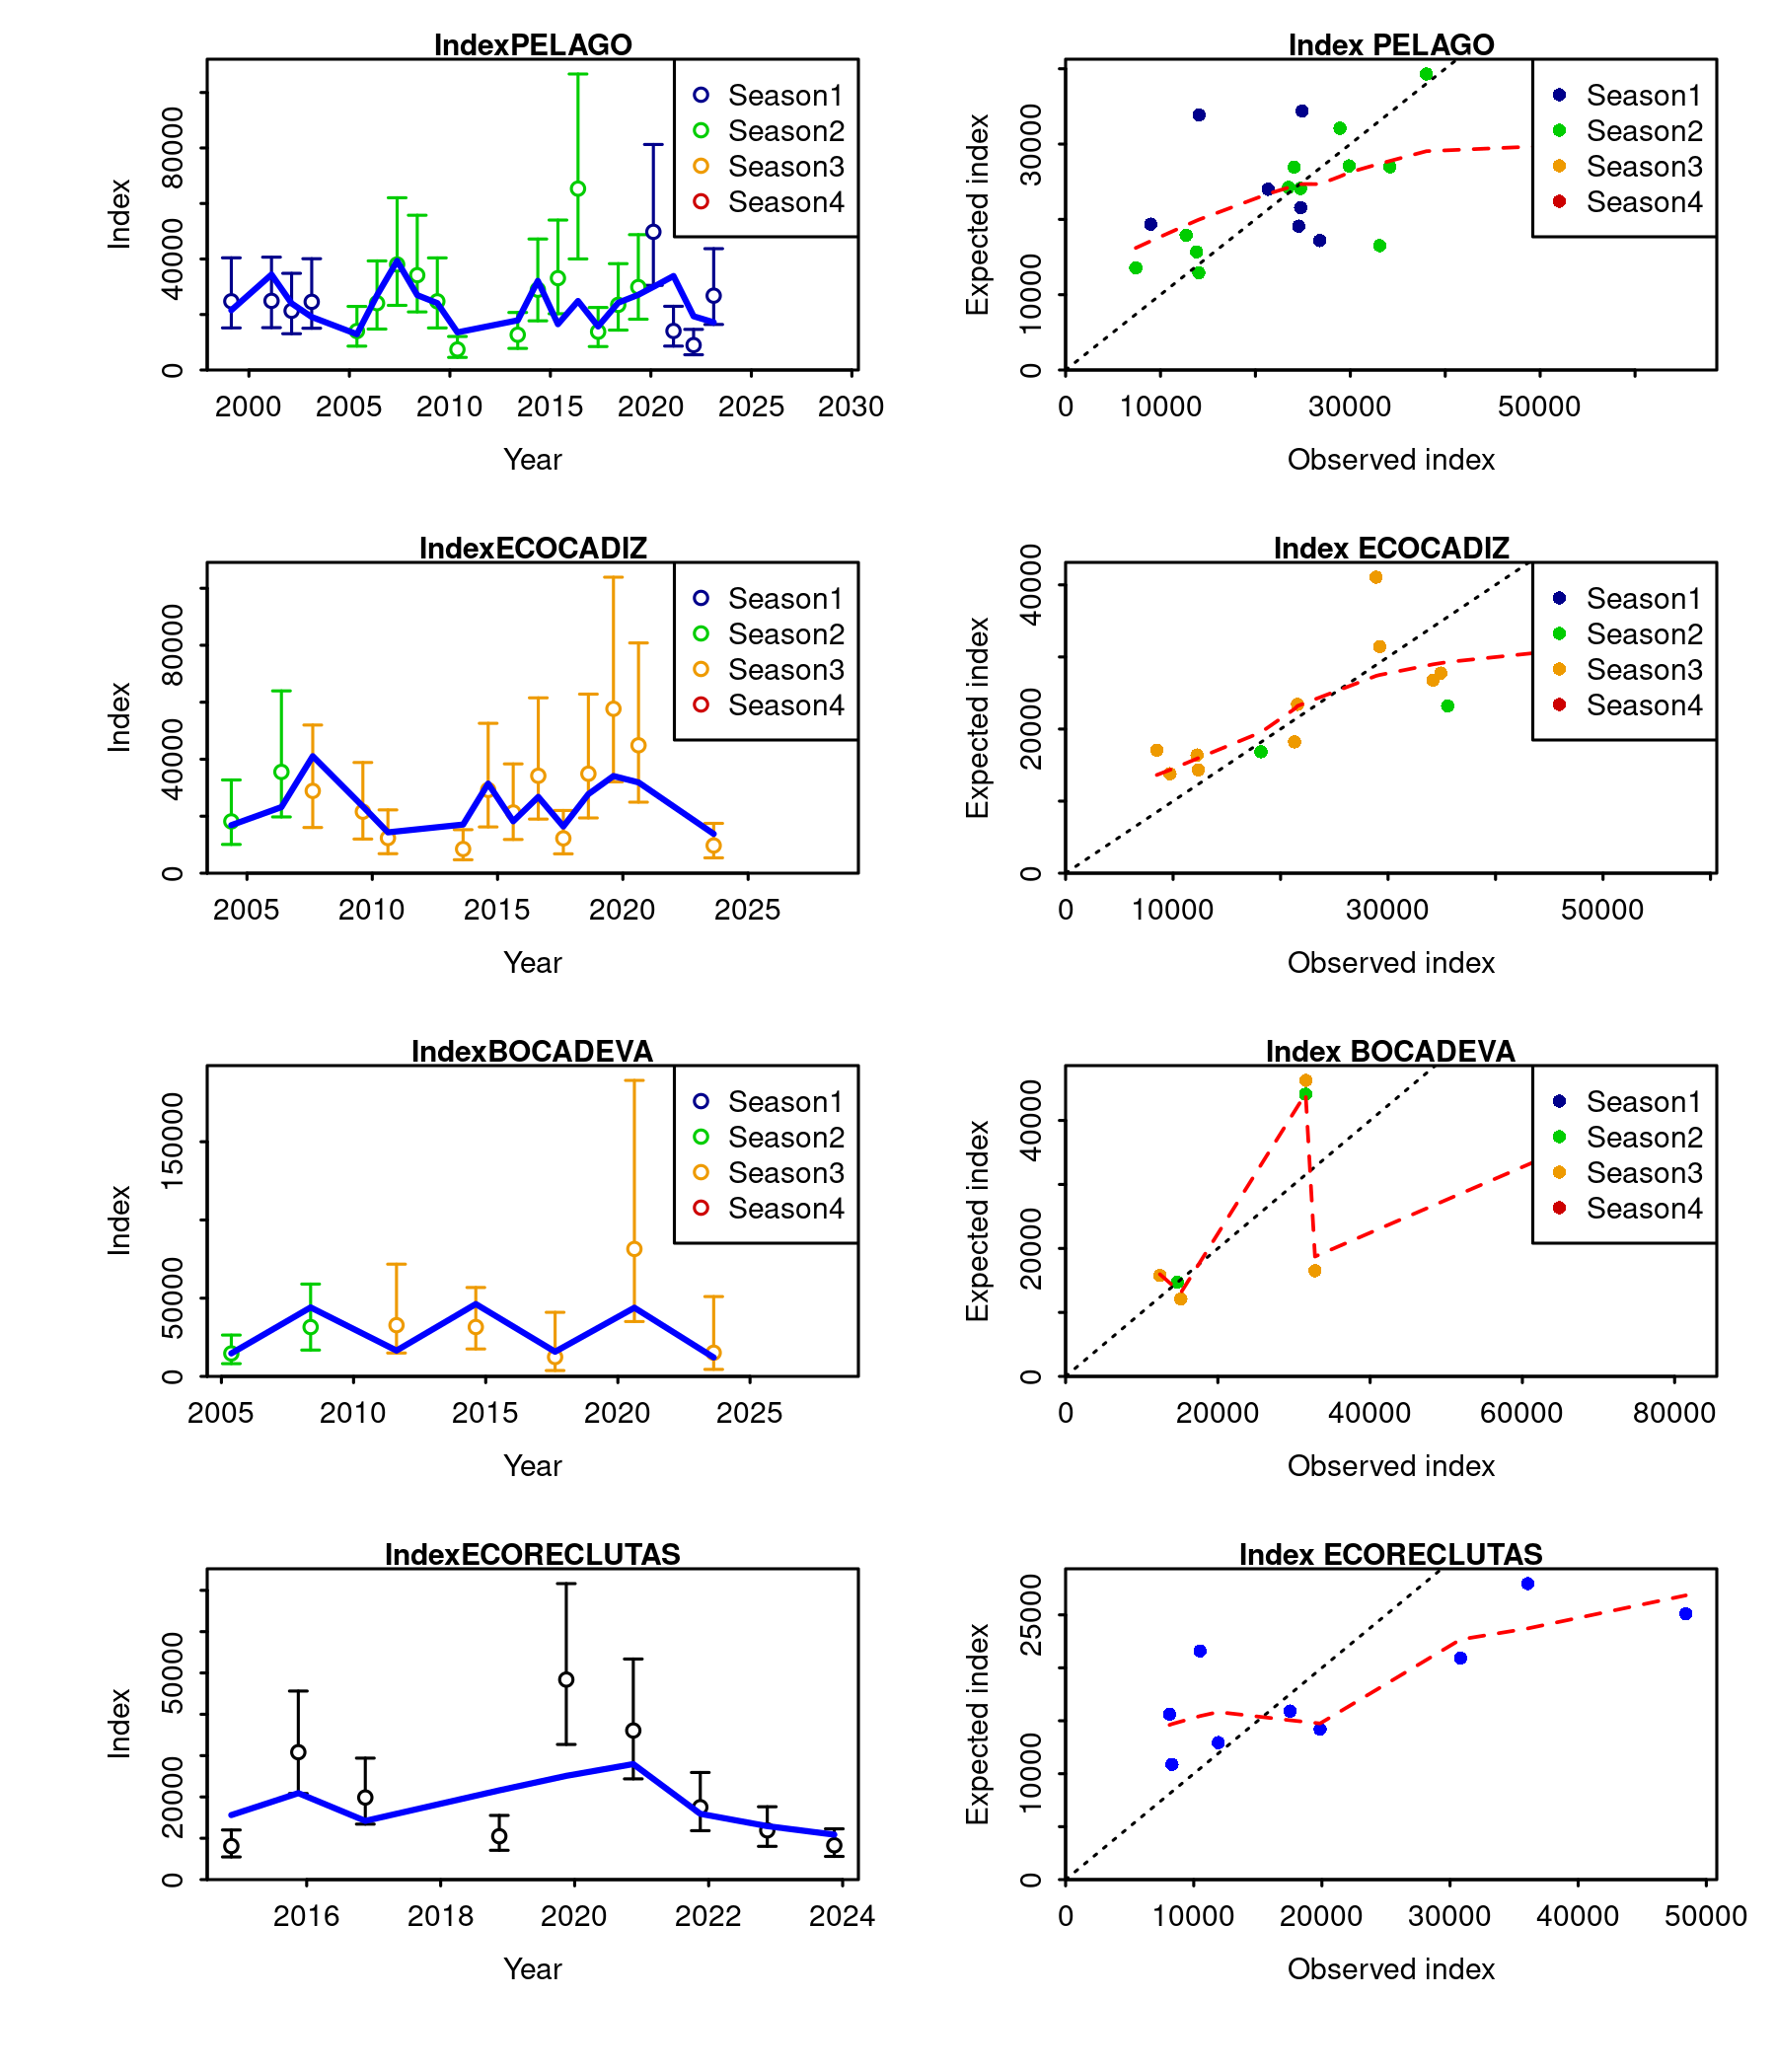 IndexPELAGO
Index
0 40000 80000
2000 2005 2010 2015 2020 2025 2030
Year
Season1
Season2
Season3
Season4
Index PELAGO
Expected index
0 10000 30000
0 10000 30000 50000
Observed index
Season1
Season2
Season3
Season4
IndexECOCADIZ
Index
0 40000 80000
2005 2010 2015 2020 2025
Year
Season1
Season2
Season3
Season4
Index ECOCADIZ
Expected index
0 20000 40000
0 10000 30000 50000
Observed index
Season1
Season2
Season3
Season4
IndexBOCADEVA
Index
0 50000 150000
2005 2010 2015 2020 2025
Year
Season1
Season2
Season3
Season4
Index BOCADEVA
Expected index
0 20000 40000
0 20000 40000 60000 80000
Observed index
Season1
Season2
Season3
Season4
IndexECORECLUTAS
Index
0 20000 50000
2016 2018 2020 2022 2024
Year
Index ECORECLUTAS
Expected index
0 10000 25000
0 10000 20000 30000 40000 50000
Observed index